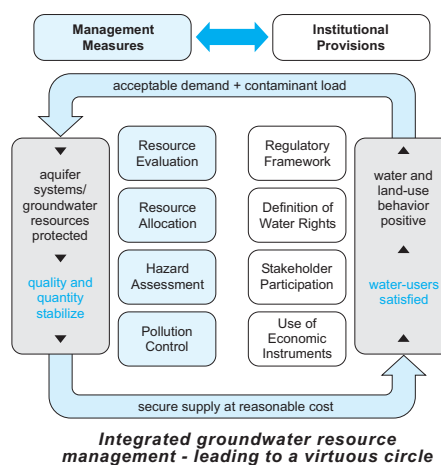 Management
Measures
Institutional
Provisions
acceptable demand + contaminant load
aquifer
systems/
groundwater
resources
protected
quality and
quantity
stabilize
Resource
Evaluation
Resource
Allocation
Hazard
Assessment
Pollution
Control
Regulatory
Framework
Definition of
Water Rights
Stakeholder
Participation
Use of
Economic
Instruments
water and
land-use
behavior
positive
water-users
satisfied
secure supply at reasonable cost
Integrated groundwater resource
management - leading to a virtuous circle